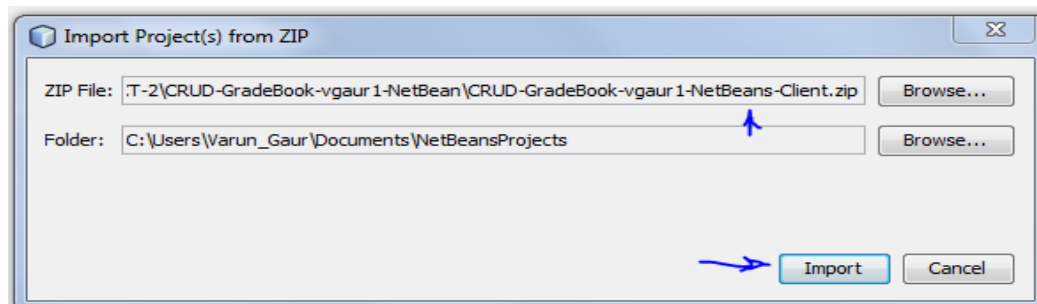 Import Project(s) from ZIP
ZIP File: :T-2\CRUD-GradeBook-vgaur1-NetBean\CRUD-GradeBook-vgaur1-NetBeans-Client.zip Browse...
Folder: C:\Users\Varun_Gaur\Documents\NetBeansProjects Browse...
Import Cancel